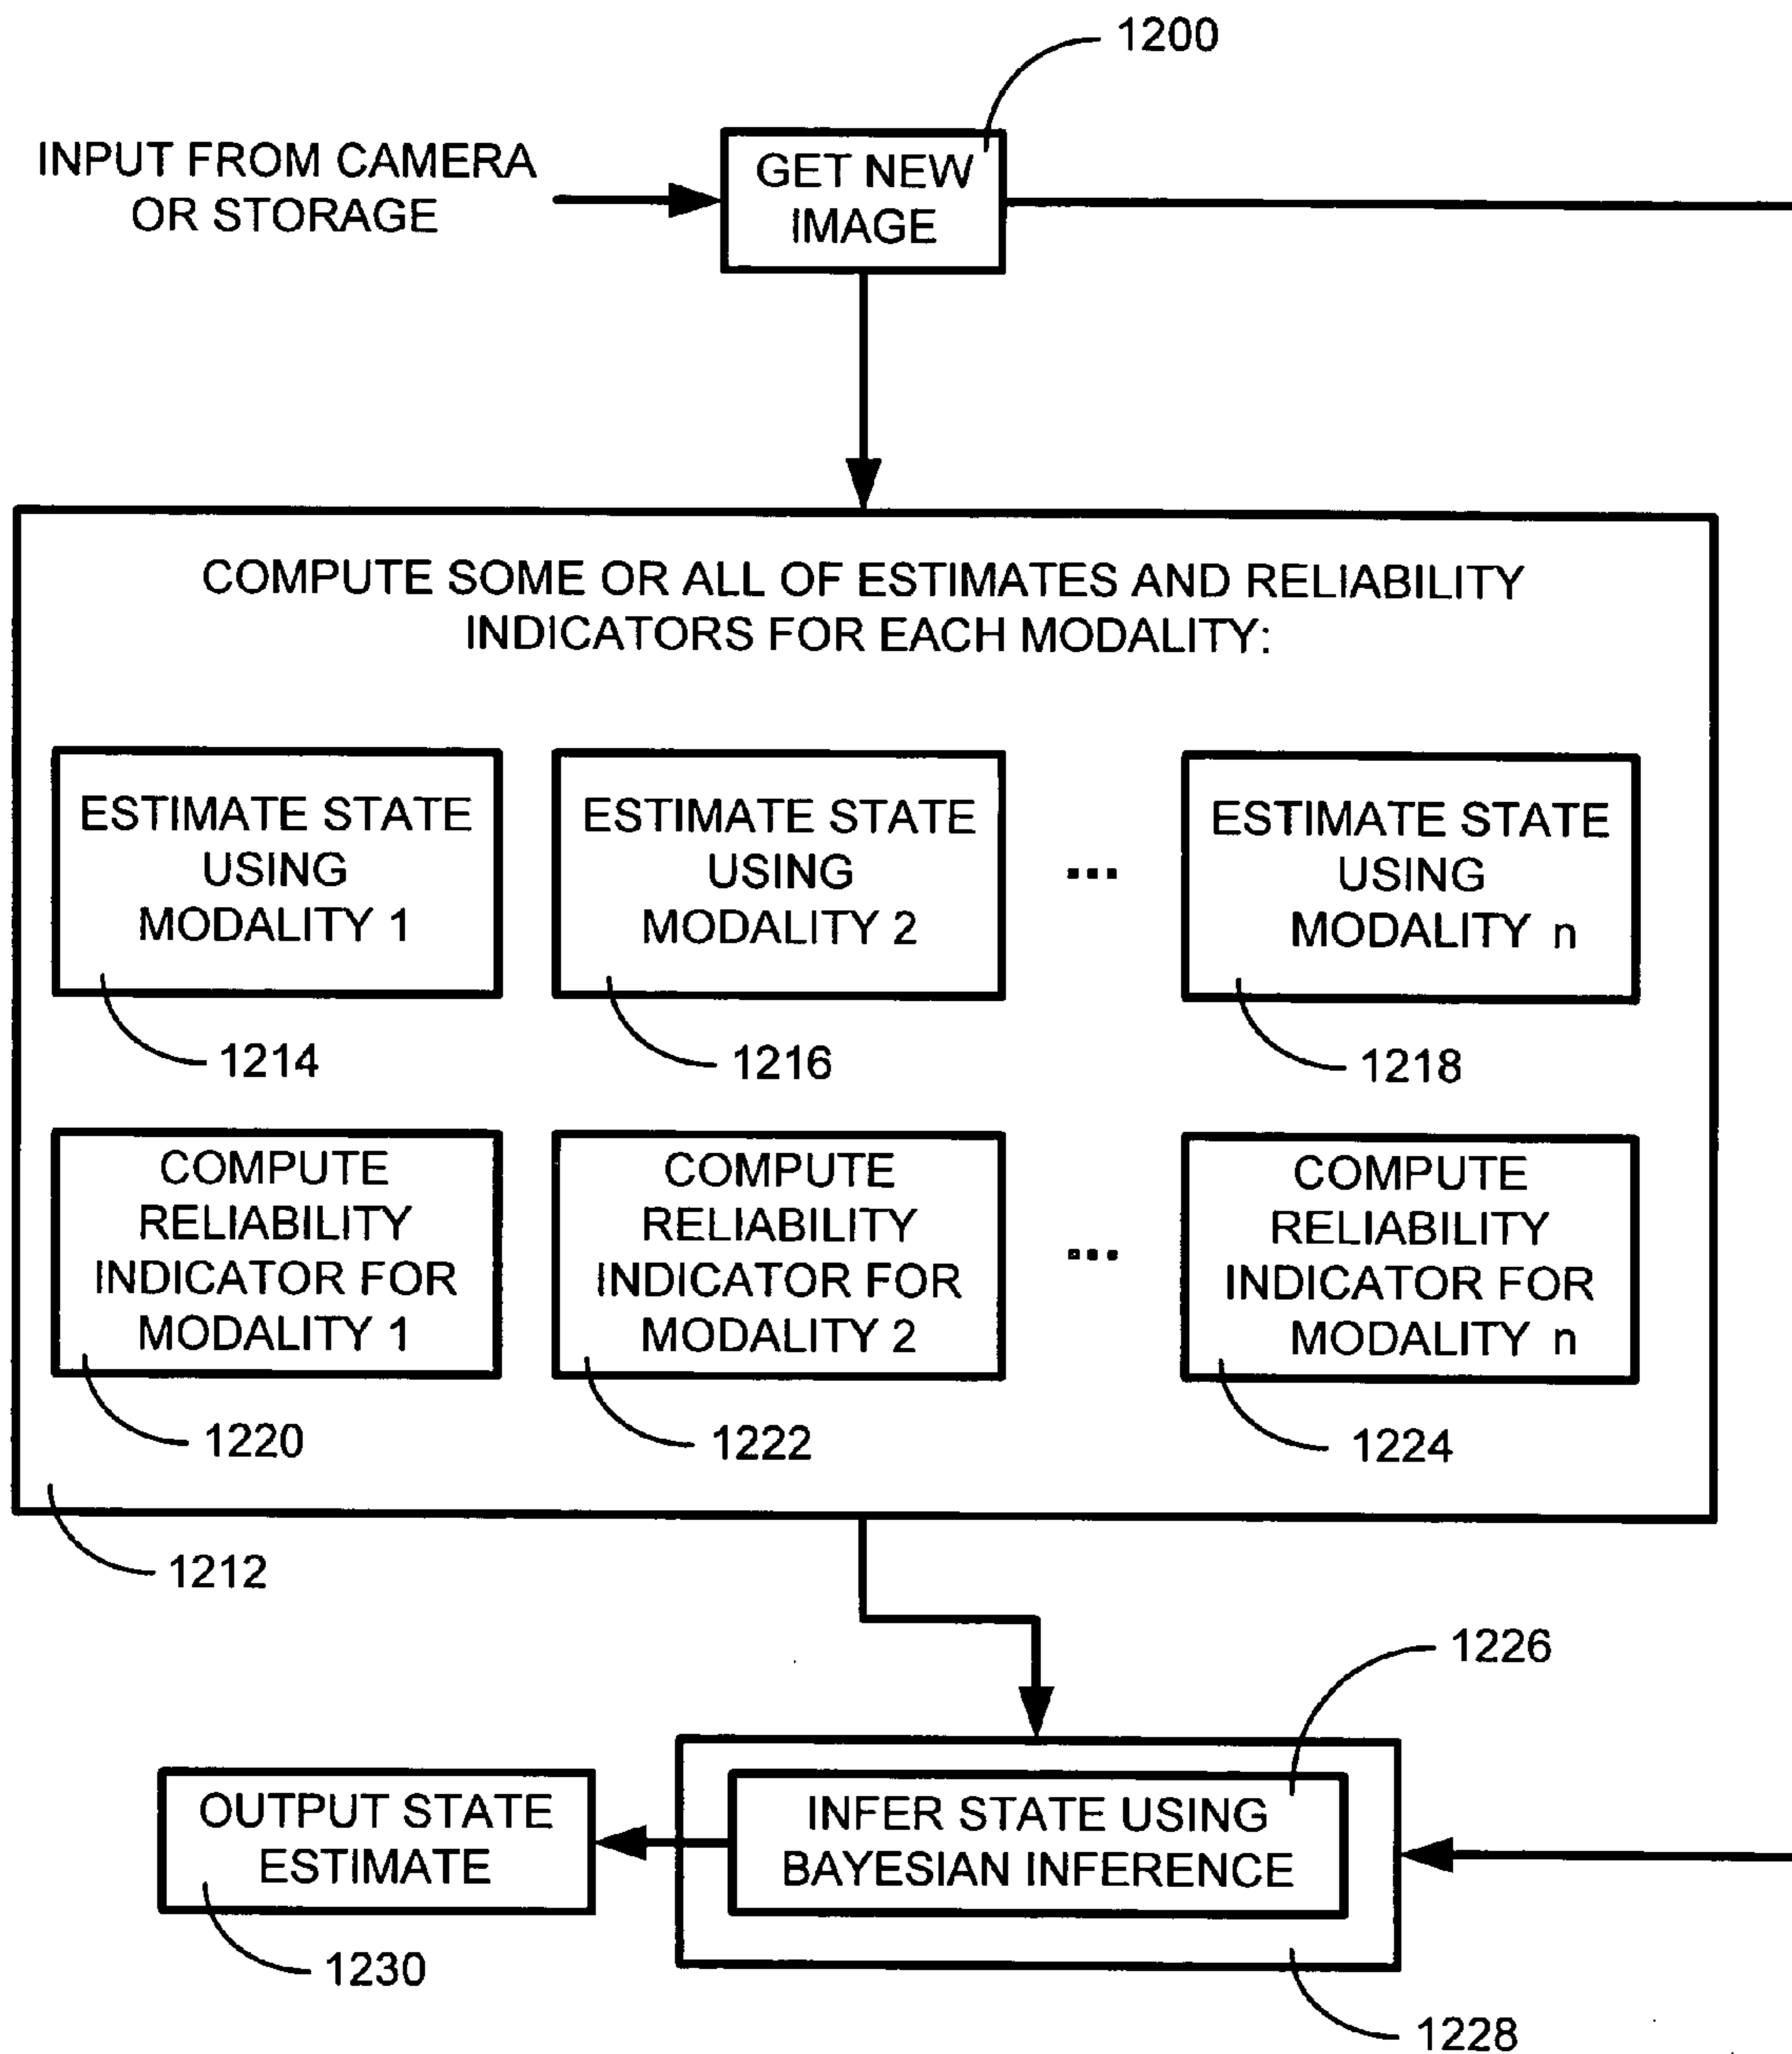 1200
INPUT FROM CAMERA
OR STORAGE
GET NEW
IMAGE
COMPUTE SOME OR ALL OF ESTIMATES AND RELIABILITY
INDICATORS FOR EACH MODALITY:
ESTIMATE STATE
USING
MODALITY 1
ESTIMATE STATE
USING
MODALITY 2
...
ESTIMATE STATE
USING
MODALITY n
1214
1216
1218
COMPUTE
RELIABILITY
INDICATOR FOR
MODALITY 1
COMPUTE
RELIABILITY
INDICATOR FOR
MODALITY 2
...
COMPUTE
RELIABILITY
INDICATOR FOR
MODALITY n
1220
1222
1224
1212
1226
OUTPUT STATE
ESTIMATE
INFER STATE USING
BAYESIAN INFERENCE
1230
1228